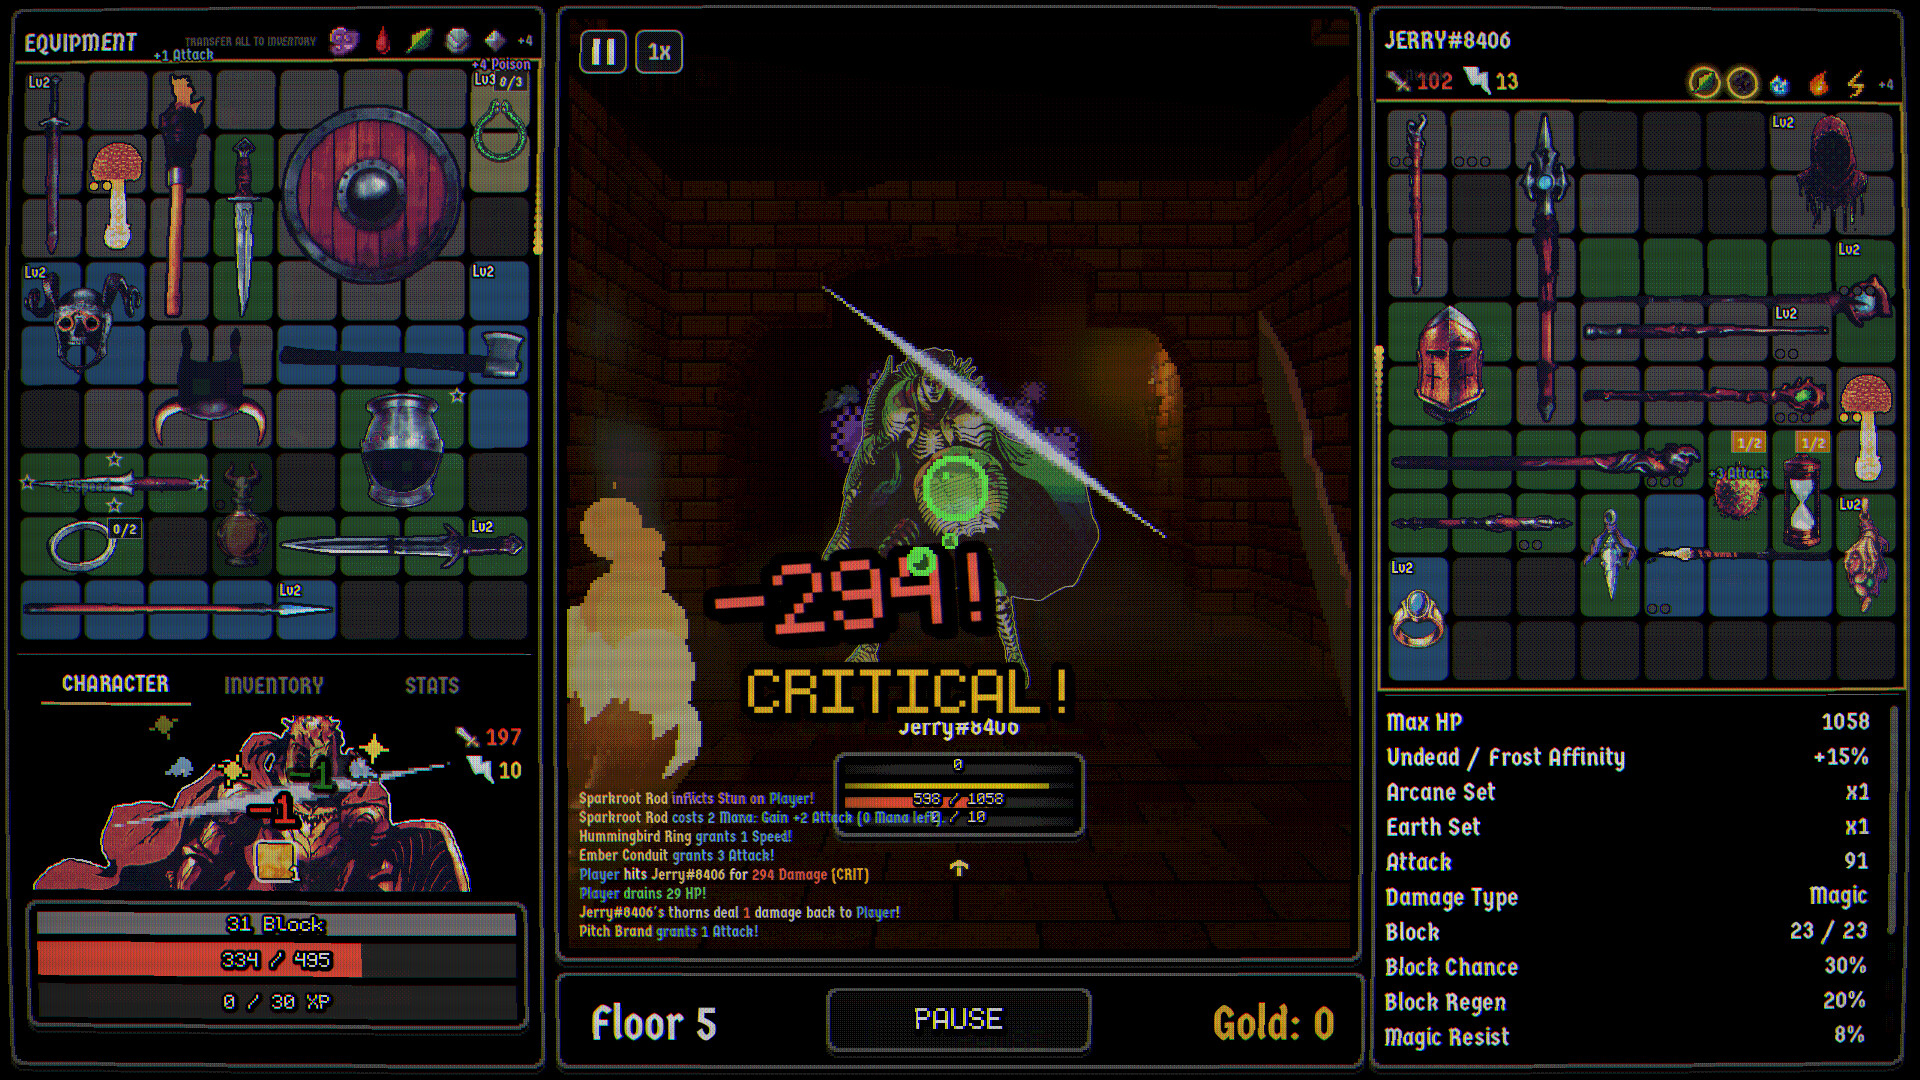 EQUIPMENT
TRANSFER ALL TO INVENTORY
+4
+1 Attack
+4 Poison
Lv2
Lv3
0/3
Lv2
Lv2
+1 Speed
0/2
Lv2
Lv2
CHARACTER
INVENTORY
STATS
197
10
-1
-1
1
31 Block
334 / 495
0 / 30 XP
1x
-294!
CRITICAL!
Jerry#8406
0
598 / 1058
0 / 10
Sparkroot Rod inflicts Stun on Player!
Sparkroot Rod costs 2 Mana: Gain +2 Attack (0 Mana left).
Hummingbird Ring grants 1 Speed!
Ember Conduit grants 3 Attack!
Player hits Jerry#8406 for 294 Damage (CRIT)
Player drains 29 HP!
Jerry#8406's thorns deal 1 damage back to Player!
Pitch Brand grants 1 Attack!
Floor 5
PAUSE
Gold: 0
JERRY#8406
102
13
+4
Lv2
Lv2
Lv2
1/2
1/2
+3 Attack
Lv2
Lv2
Max HP 1058
Undead / Frost Affinity +15%
Arcane Set x1
Earth Set x1
Attack 91
Damage Type Magic
Block 23 / 23
Block Chance 30%
Block Regen 20%
Magic Resist 8%